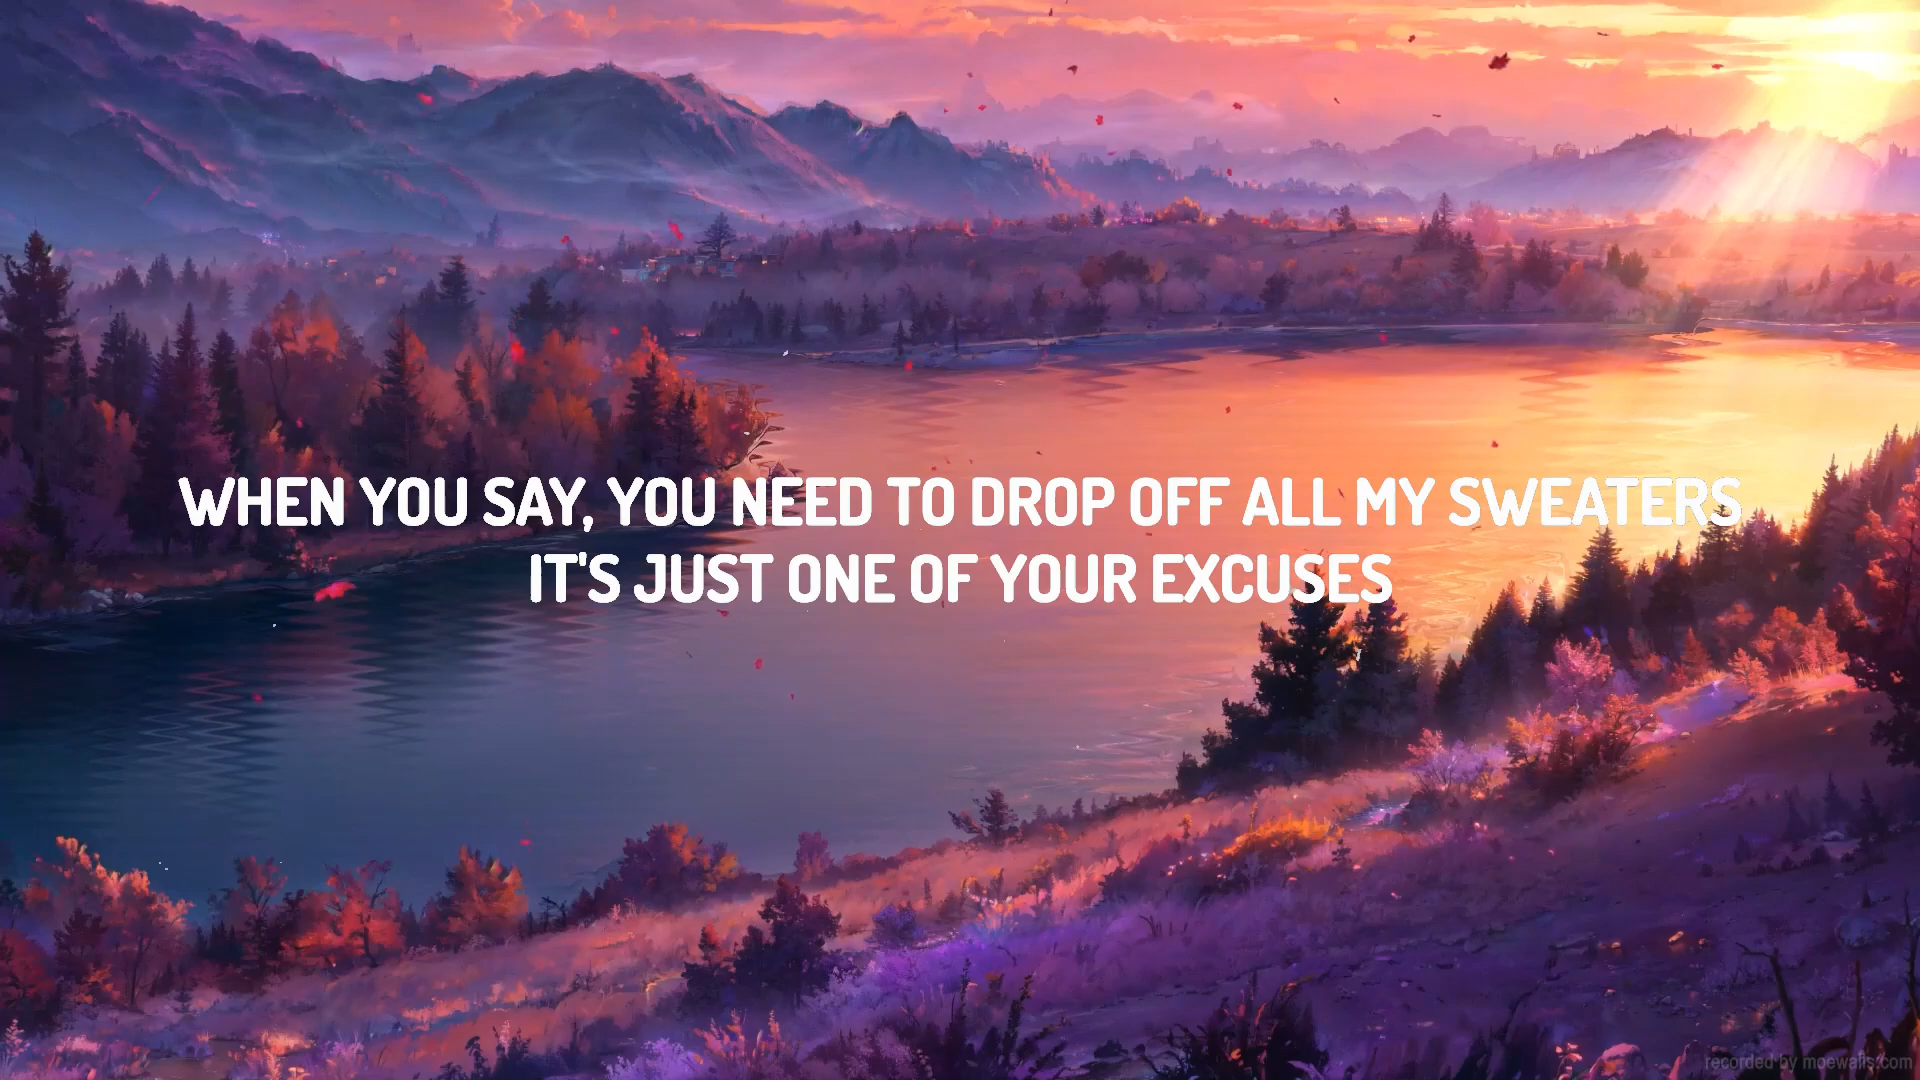 WHEN YOU SAY, YOU NEED TO DROP OFF ALL MY SWEATERS
IT'S JUST ONE OF YOUR EXCUSES
recorded by moewalls.com